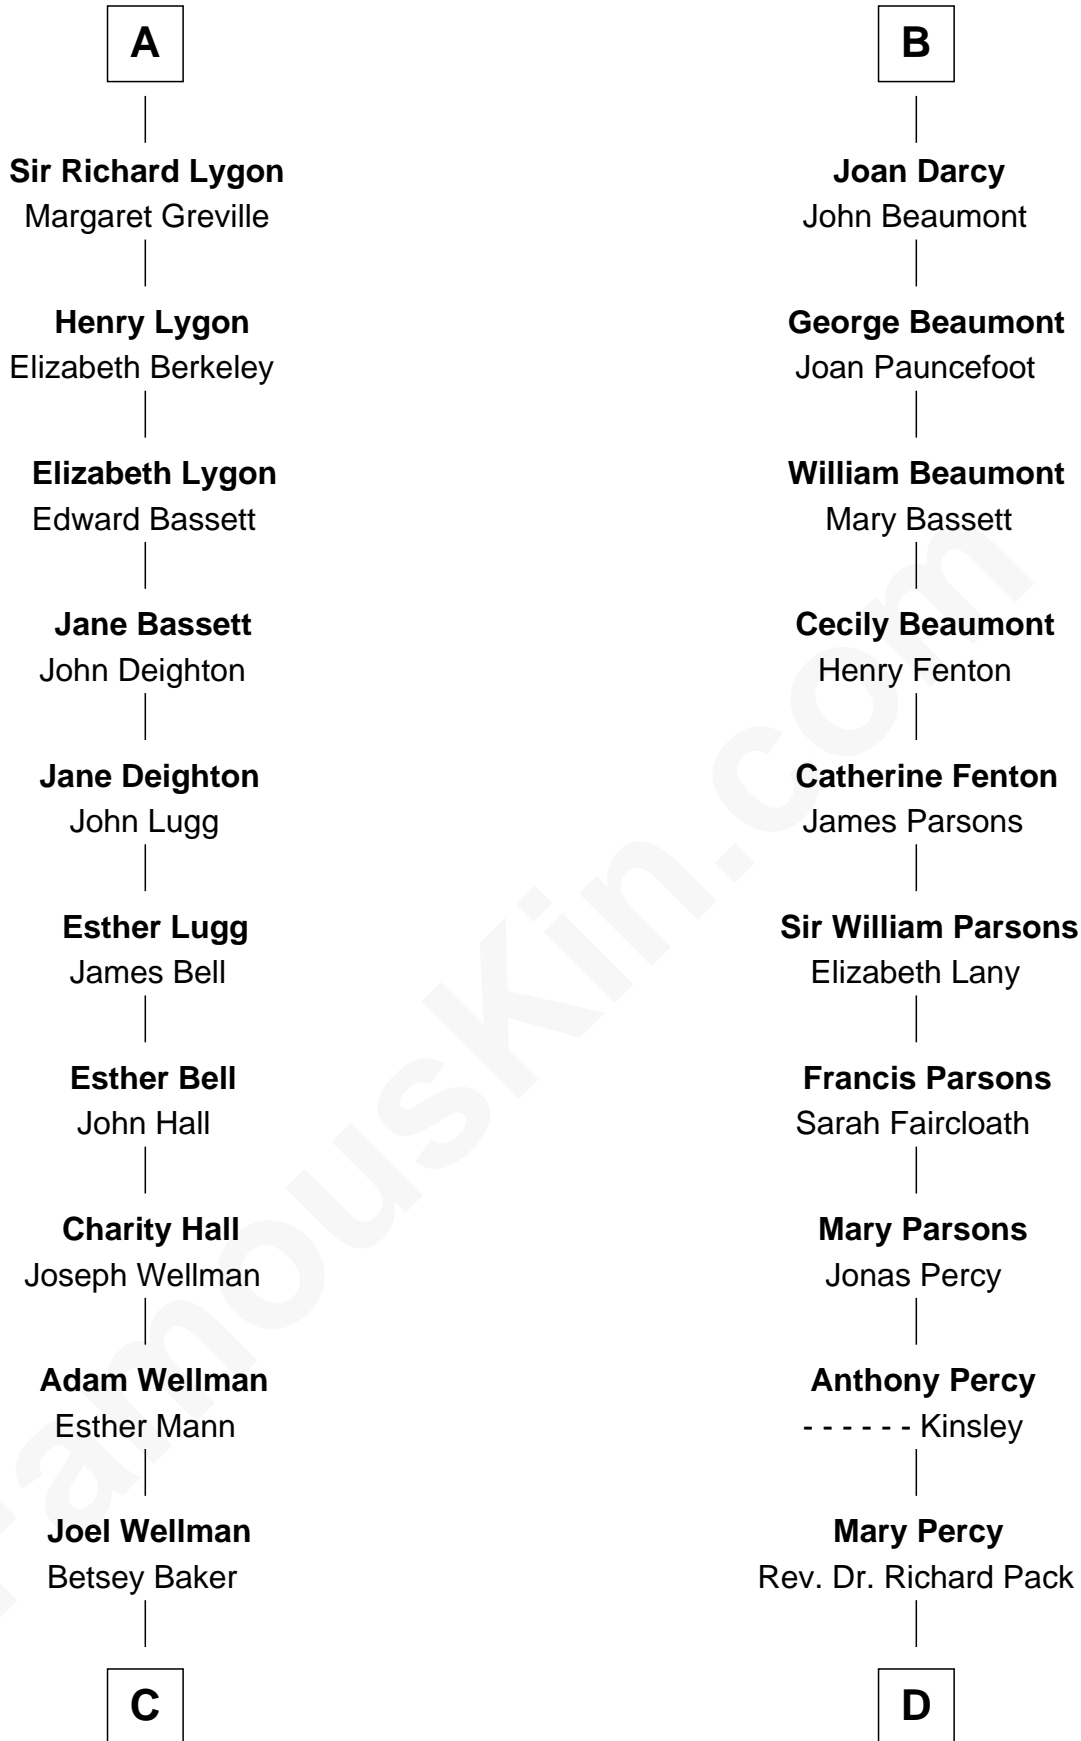 A
Sir Richard Lygon
Margaret Greville
Henry Lygon
Elizabeth Berkeley
Elizabeth Lygon
Edward Bassett
Jane Bassett
John Deighton
Jane Deighton
John Lugg
Esther Lugg
James Bell
Esther Bell
John Hall
Charity Hall
Joseph Wellman
Adam Wellman
Esther Mann
Joel Wellman
Betsey Baker
C
B
Joan Darcy
John Beaumont
George Beaumont
Joan Pauncefoot
William Beaumont
Mary Bassett
Cecily Beaumont
Henry Fenton
Catherine Fenton
James Parsons
Sir William Parsons
Elizabeth Lany
Francis Parsons
Sarah Faircloath
Mary Parsons
Jonas Percy
Anthony Percy
- - - - - - Kinsley
Mary Percy
Rev. Dr. Richard Pack
D
FamousKin.com